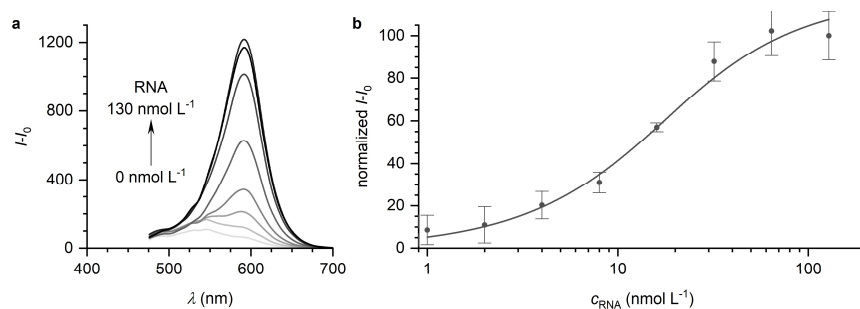 a
1200
800
400
0
I-I₀
RNA
130 nmol L⁻¹
0 nmol L⁻¹
400
500
600
700
λ (nm)
b
100
80
60
40
20
0
normalized I-I₀
1
10
100
c_RNA (nmol L⁻¹)